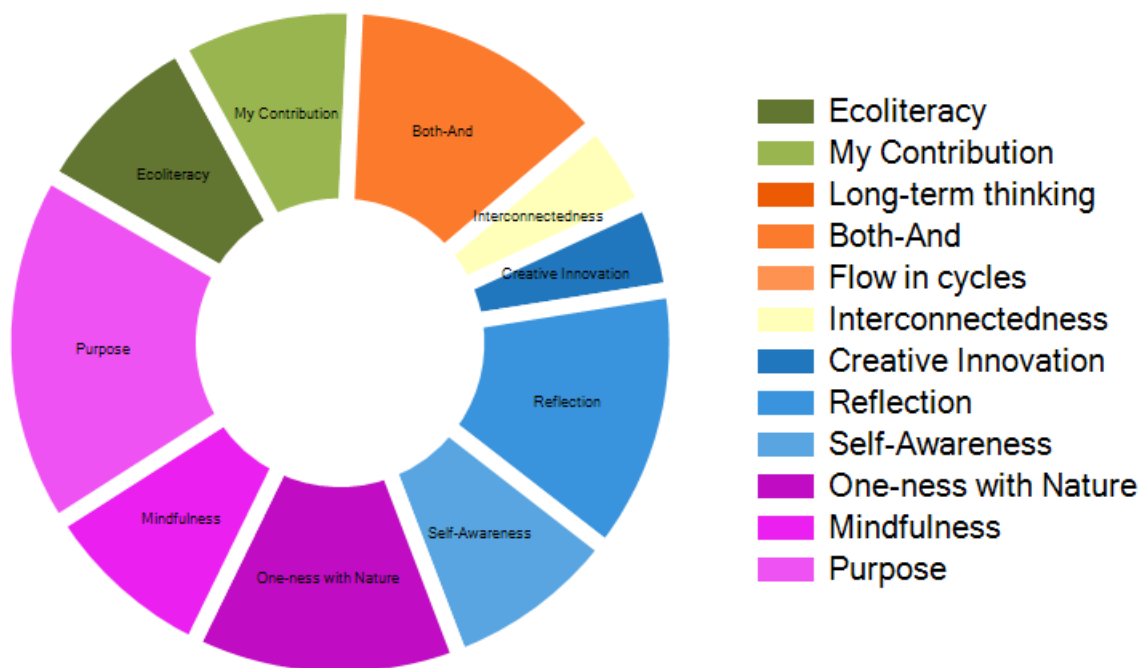 My Contribution
Both-And
Ecoliteracy
Interconnectedness
Creative Innovation
Purpose
Reflection
Mindfulness
Self-Awareness
One-ness with Nature
Ecoliteracy
My Contribution
Long-term thinking
Both-And
Flow in cycles
Interconnectedness
Creative Innovation
Reflection
Self-Awareness
One-ness with Nature
Mindfulness
Purpose